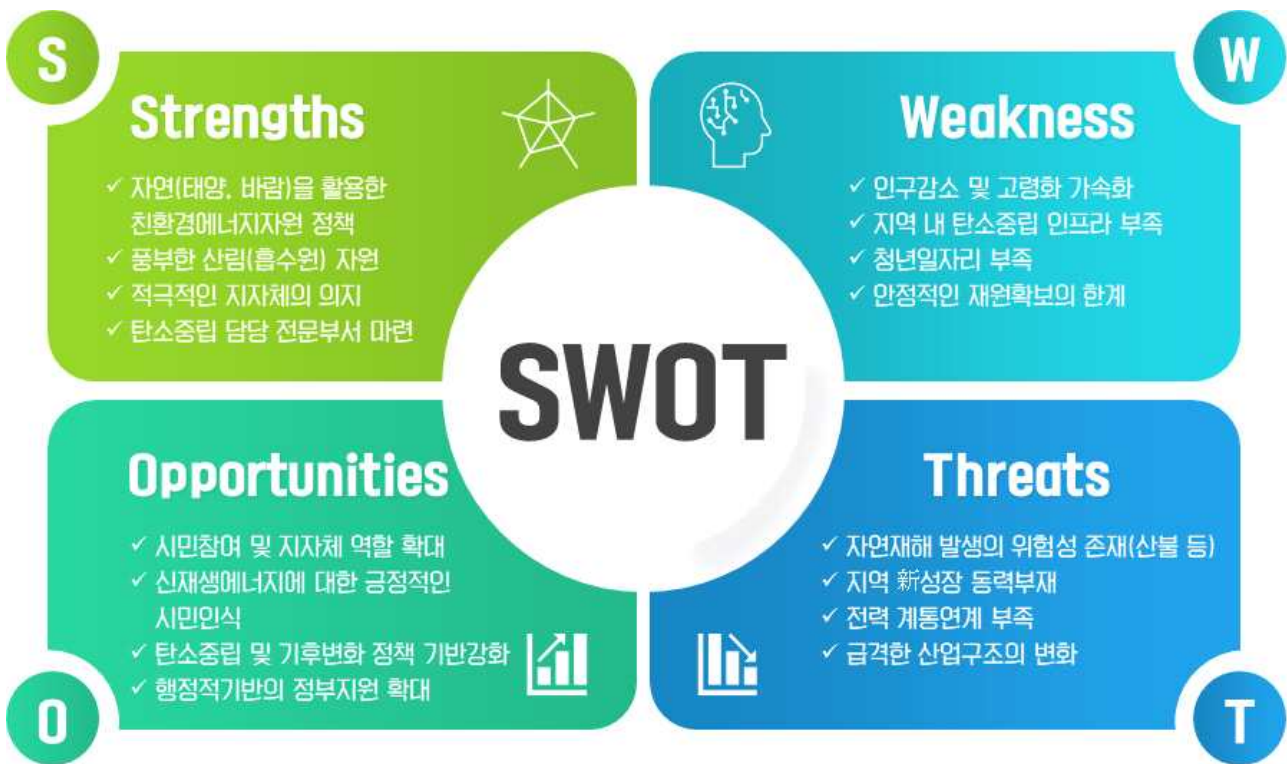 S
Strengths
✓ 자연(태양, 바람)을 활용한
친환경에너지자원 정책
✓ 풍부한 산림(흡수원) 자원
✓ 적극적인 지자체의 의지
✓ 탄소중립 담당 전문부서 마련
W
Weakness
✓ 인구감소 및 고령화 가속화
✓ 지역 내 탄소중립 인프라 부족
✓ 청년일자리 부족
✓ 안정적인 재원확보의 한계
SWOT
Opportunities
✓ 시민참여 및 지자체 역할 확대
✓ 신재생에너지에 대한 긍정적인
시민인식
✓ 탄소중립 및 기후변화 정책 기반강화
✓ 행정적기반의 정부지원 확대
O
Threats
✓ 자연재해 발생의 위험성 존재(산불 등)
✓ 지역 新성장 동력부재
✓ 전력 계통연계 부족
✓ 급격한 산업구조의 변화
T